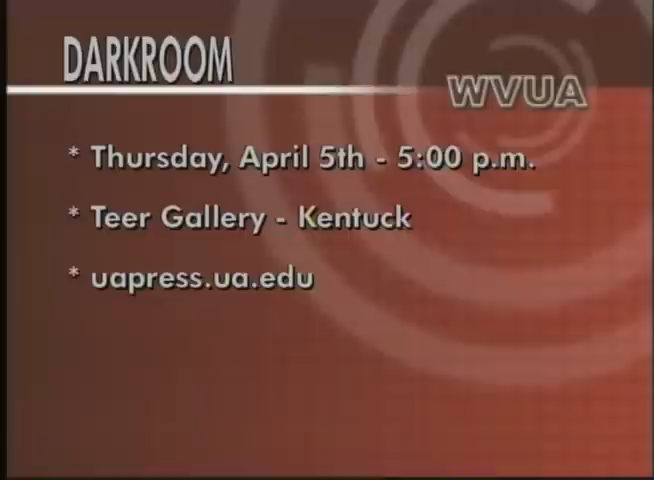 DARKROOM
WVUA
* Thursday, April 5th - 5:00 p.m.
* Teer Gallery - Kentuck
* uapress.ua.edu